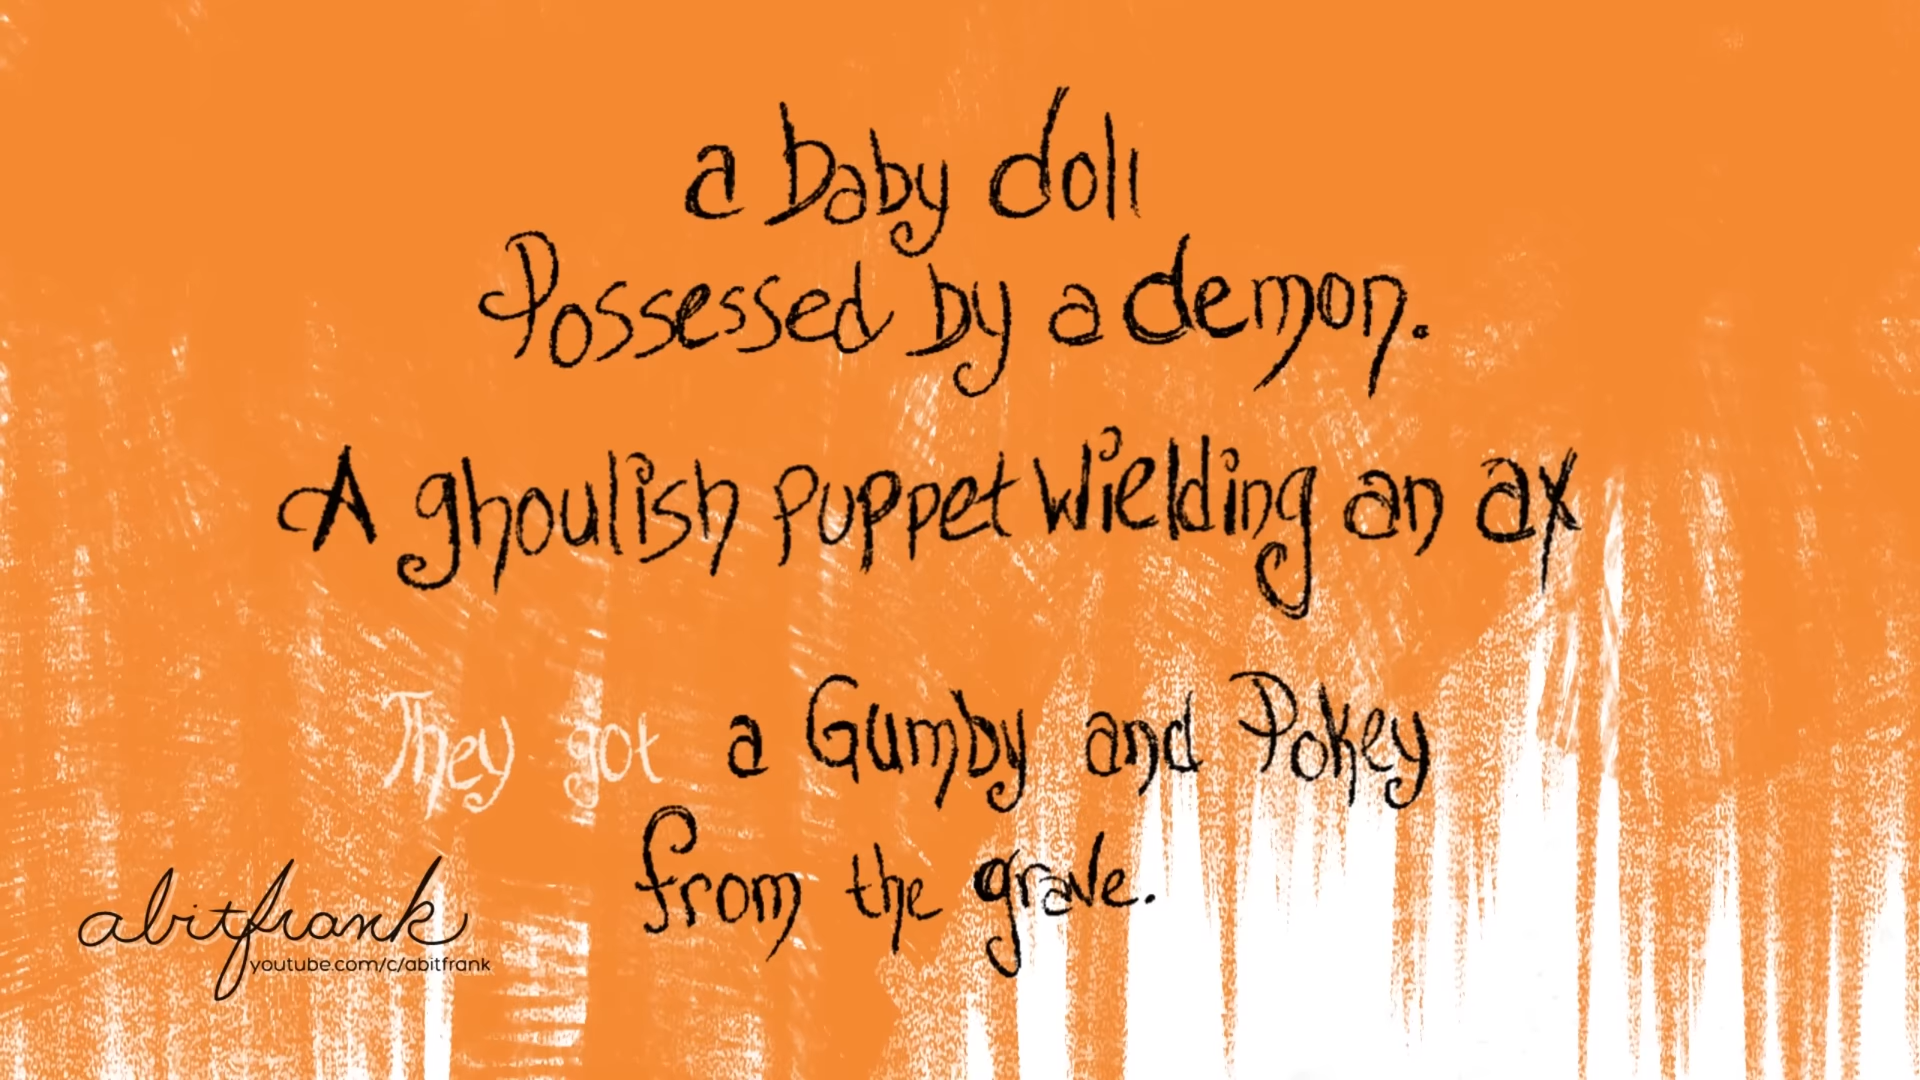 a baby doll
Possessed by a demon.
A ghoulish puppet wielding an ax
They got a Gumby and Pokey
from the grave.
abitfrank
youtube.com/c/abitfrank